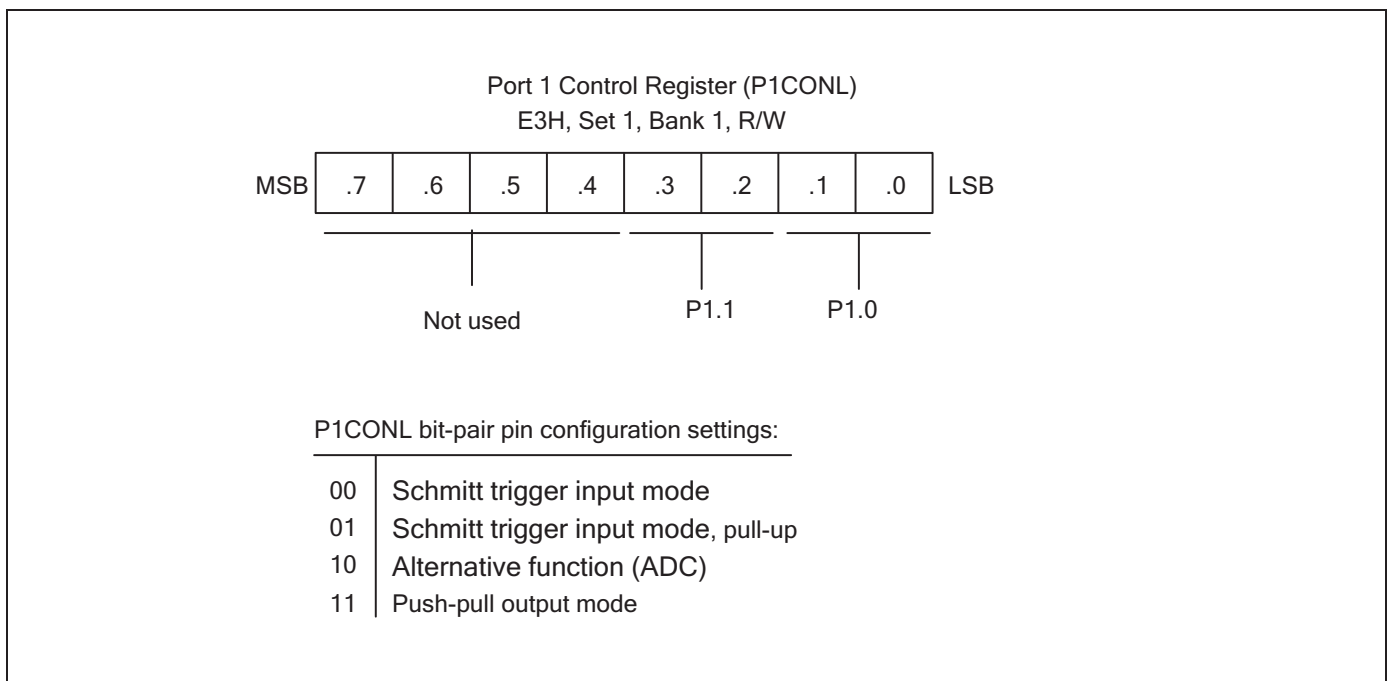 Port 1 Control Register (P1CONL)
E3H, Set 1, Bank 1, R/W
MSB .7 .6 .5 .4 .3 .2 .1 .0 LSB
Not used P1.1 P1.0
P1CONL bit-pair pin configuration settings:
00 Schmitt trigger input mode
01 Schmitt trigger input mode, pull-up
10 Alternative function (ADC)
11 Push-pull output mode